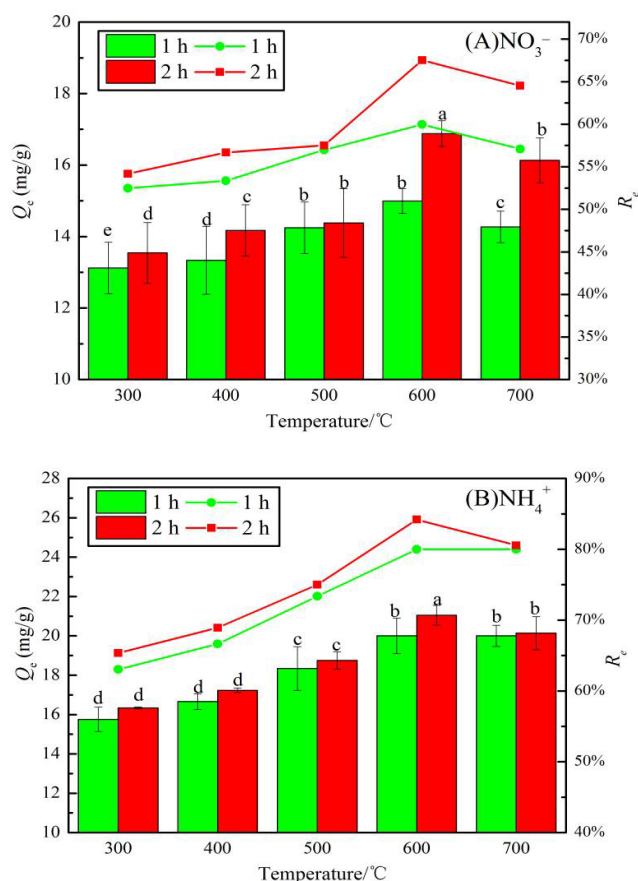 20
18
16
14
12
10
Qe (mg/g)
1 h 1 h
2 h 2 h
(A)NO3−
e d d c b b b a c b
70%
65%
60%
55%
50%
45%
40%
35%
30%
Re
300 400 500 600 700
Temperature/℃
28
26
24
22
20
18
16
14
12
10
Qe (mg/g)
1 h 1 h
2 h 2 h
(B)NH4+
d d d d c c b a b b
90%
80%
70%
60%
50%
40%
Re
300 400 500 600 700
Temperature/℃